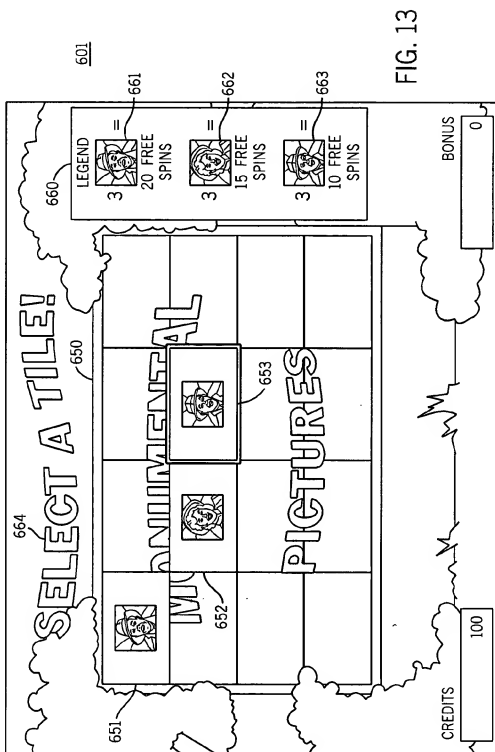 601
SELECT A TILE!
664
650
660
LEGEND
3 =
661
20 FREE
SPINS
3 =
662
15 FREE
SPINS
3 =
663
10 FREE
SPINS
651
652
653
MONUMENTAL
PICTURES
CREDITS
100
BONUS
0
FIG. 13